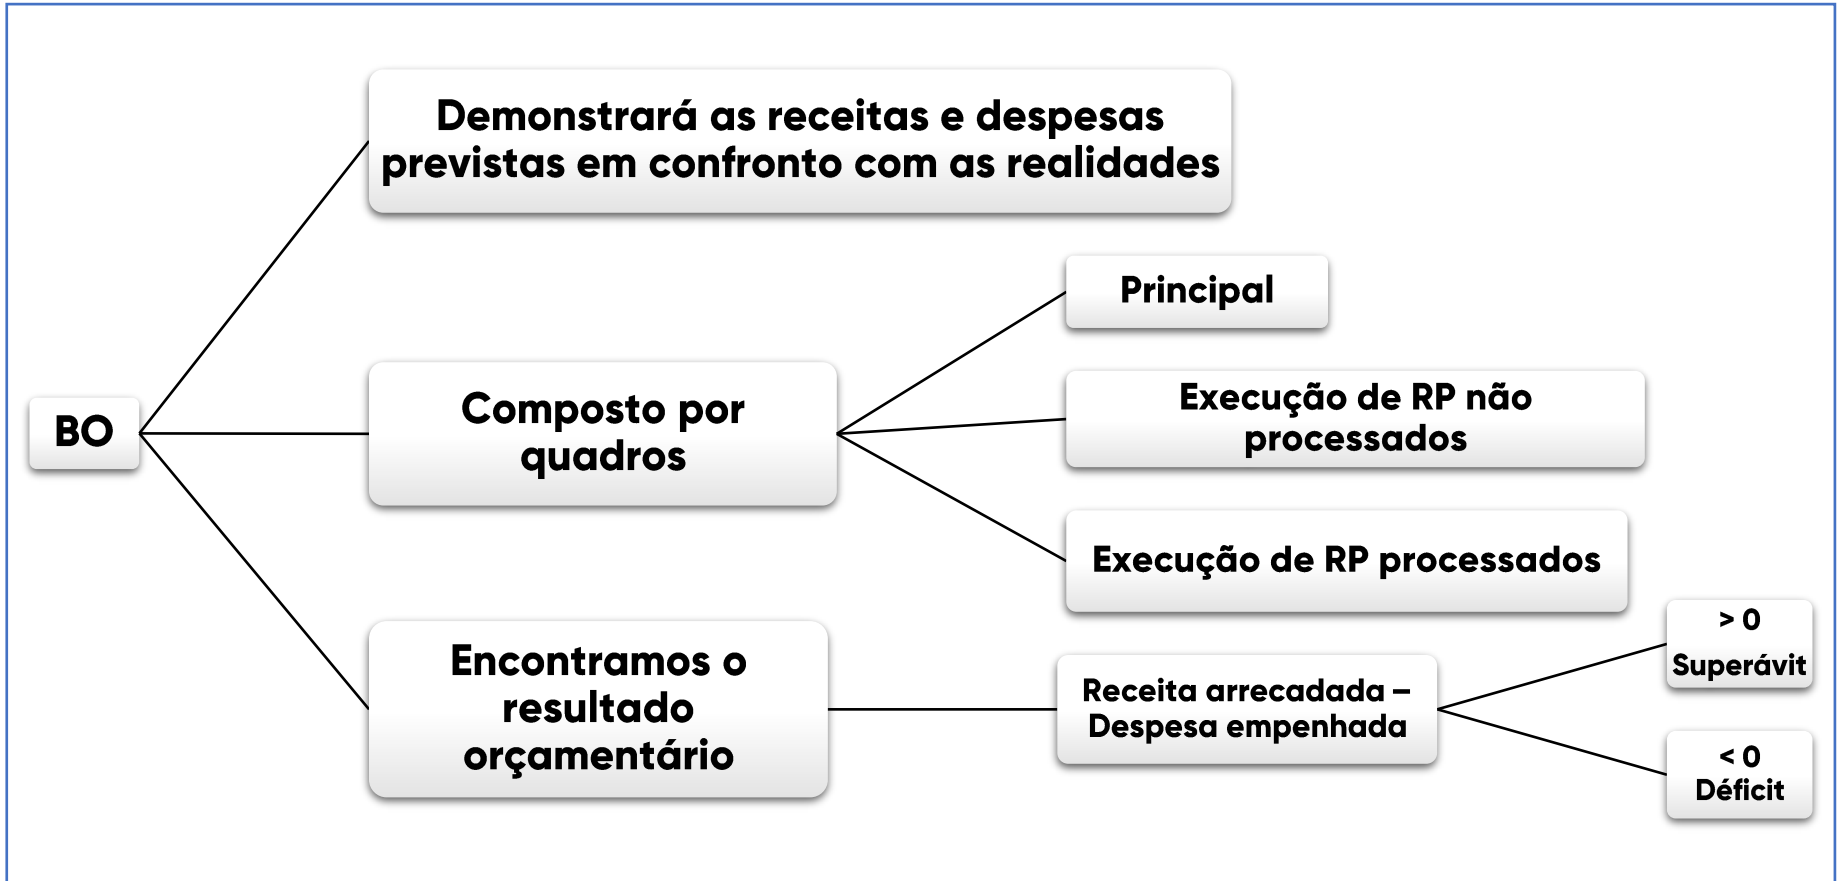 BO
Demonstrará as receitas e despesas
previstas em confronto com as realidades
Composto por
quadros
Principal
Execução de RP não
processados
Execução de RP processados
Encontramos o
resultado
orçamentário
Receita arrecadada –
Despesa empenhada
> 0
Superávit
< 0
Déficit